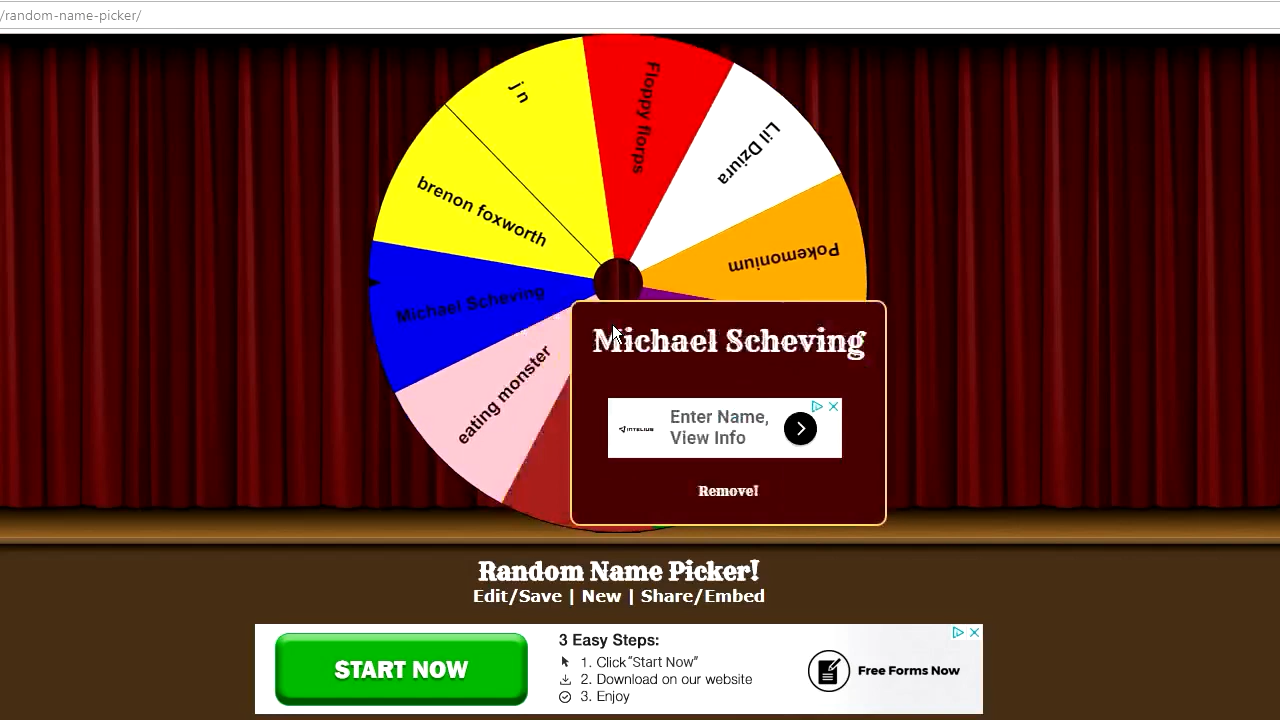 /random-name-picker/
j n
Floppy florps
Lil Dziura
brenon foxworth
Pokemonium
Michael Scheving
eating monster
Michael Scheving
INTELIUS
Enter Name,
View Info
Remove!
Random Name Picker!
Edit/Save | New | Share/Embed
START NOW
3 Easy Steps:
1. Click "Start Now"
2. Download on our website
3. Enjoy
Free Forms Now